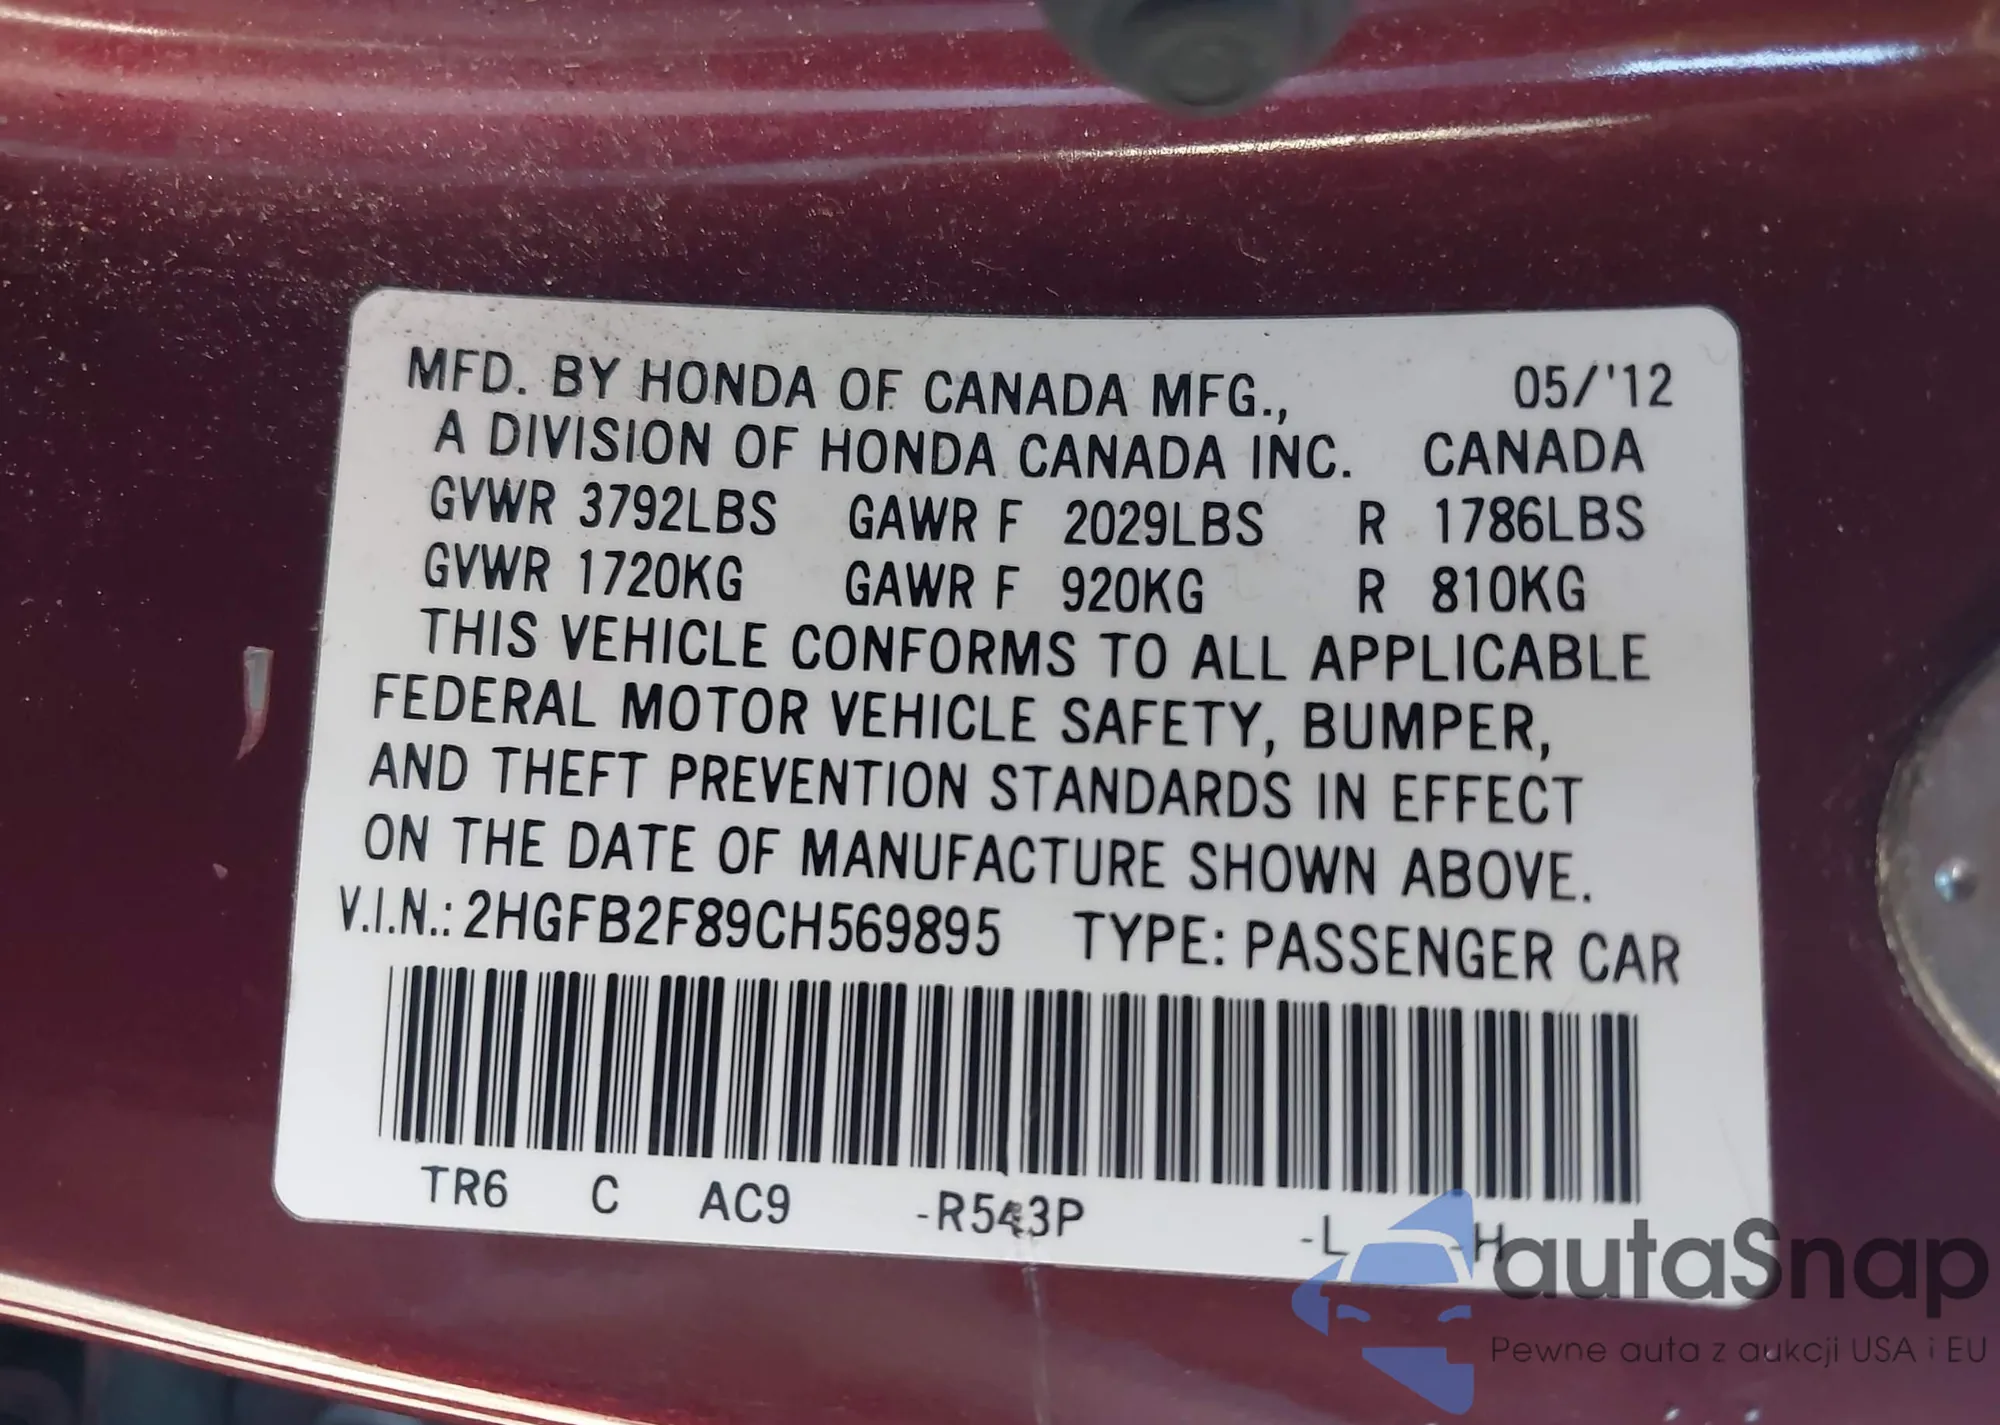 MFD. BY HONDA OF CANADA MFG., 05/'12
A DIVISION OF HONDA CANADA INC. CANADA
GVWR 3792LBS GAWR F 2029LBS R 1786LBS
GVWR 1720KG GAWR F 920KG R 810KG
THIS VEHICLE CONFORMS TO ALL APPLICABLE
FEDERAL MOTOR VEHICLE SAFETY, BUMPER,
AND THEFT PREVENTION STANDARDS IN EFFECT
ON THE DATE OF MANUFACTURE SHOWN ABOVE.
V.I.N.: 2HGFB2F89CH569895 TYPE: PASSENGER CAR
TR6 C AC9 -R543P -L -H
autaSnap
Pewne auta z aukcji USA i EU